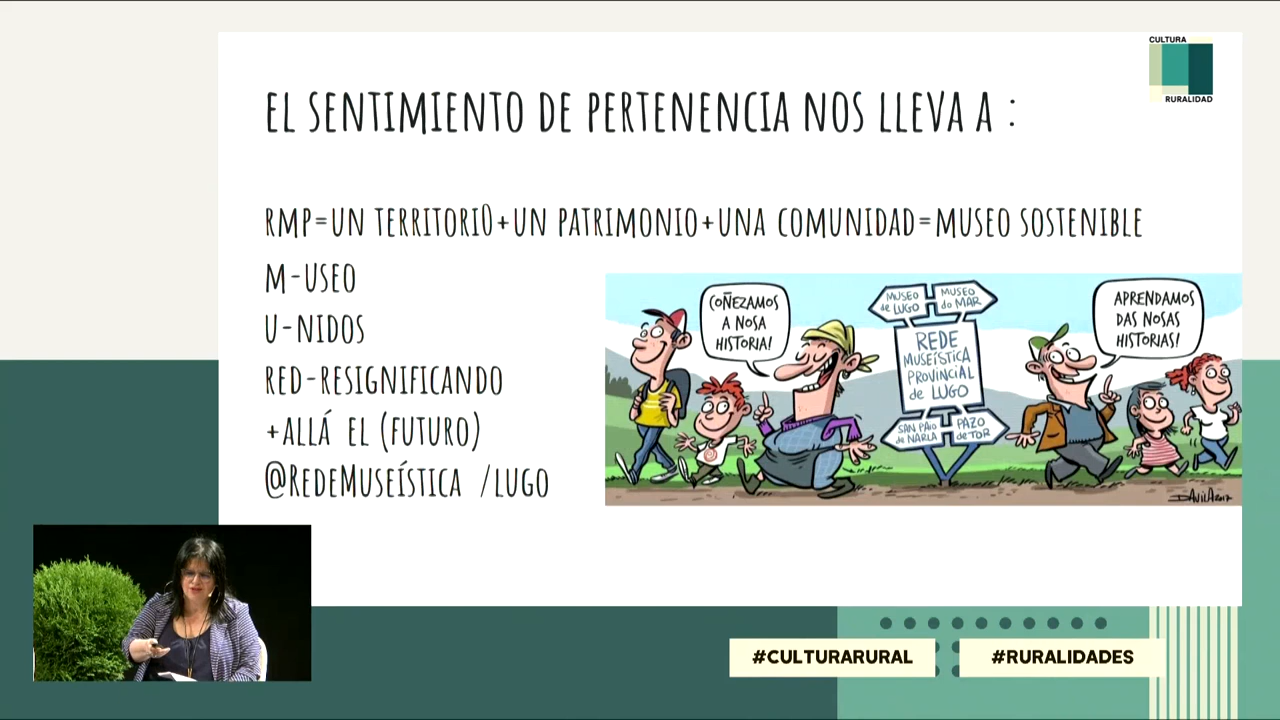 CULTURA
RURALIDAD
EL SENTIMIENTO DE PERTENENCIA NOS LLEVA A :
RMP=UN TERRITORIO+UN PATRIMONIO+UNA COMUNIDAD=MUSEO SOSTENIBLE
M-USEO
U-NIDOS
RED-RESIGNIFICANDO
+ALLÁ EL (FUTURO)
@REDEMUSEÍSTICA /LUGO
COÑEZAMOS
A NOSA
HISTORIA!
MUSEO
de LUGO
MUSEO
do MAR
REDE
MUSEÍSTICA
PROVINCIAL
de LUGO
SAN PAIO
de NARLA
PAZO
de TOR
APRENDAMOS
DAS NOSAS
HISTORIAS!
DAVILA2017
#CULTURARURAL
#RURALIDADES